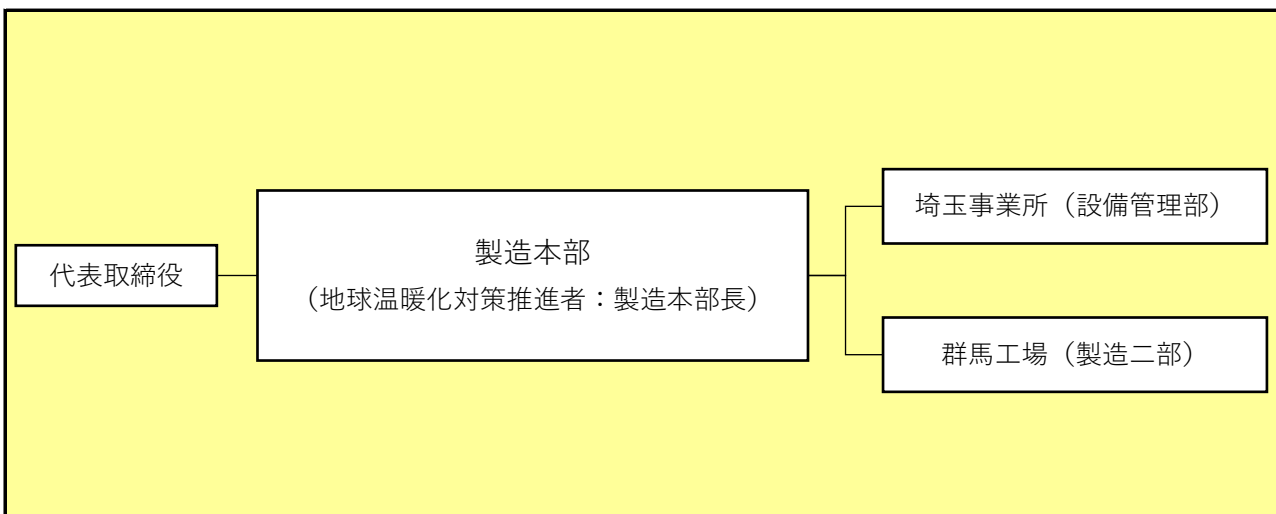 代表取締役
製造本部
（地球温暖化対策推進者：製造本部長）
埼玉事業所（設備管理部）
群馬工場（製造二部）